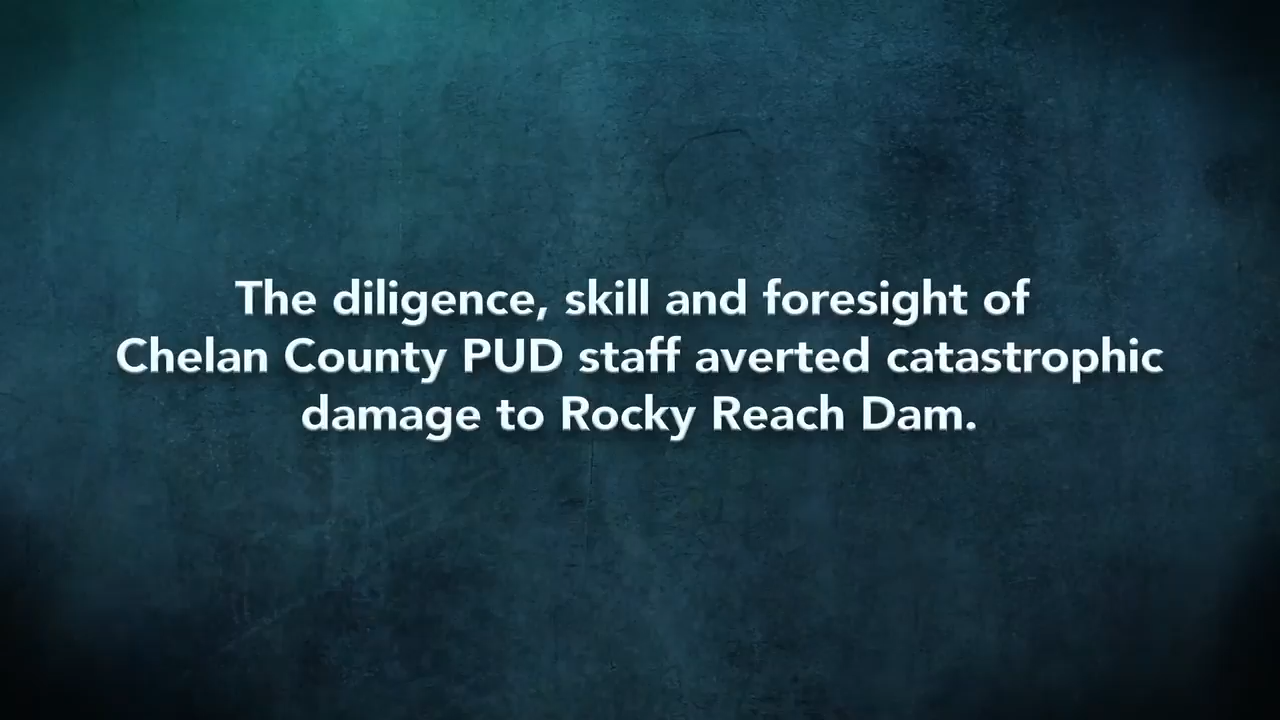 The diligence, skill and foresight of
Chelan County PUD staff averted catastrophic
damage to Rocky Reach Dam.